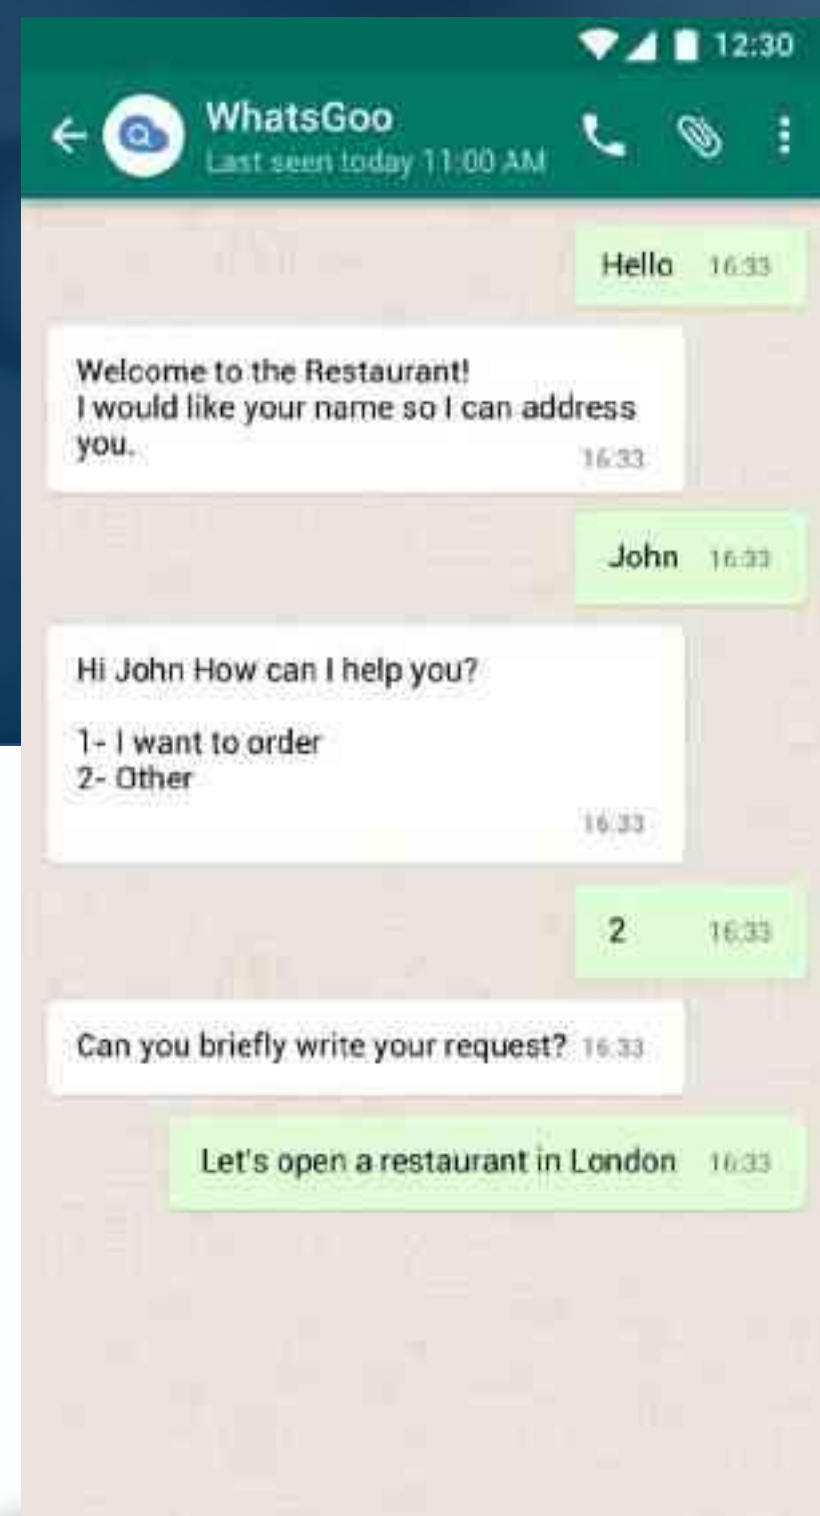 12:30
WhatsGoo
Last seen today 11:00 AM
Hello 16:33
Welcome to the Restaurant!
I would like your name so I can address
you.
16:33
John 16:33
Hi John How can I help you?
1- I want to order
2- Other
16:33
2 16:33
Can you briefly write your request? 16:33
Let's open a restaurant in London 16:33